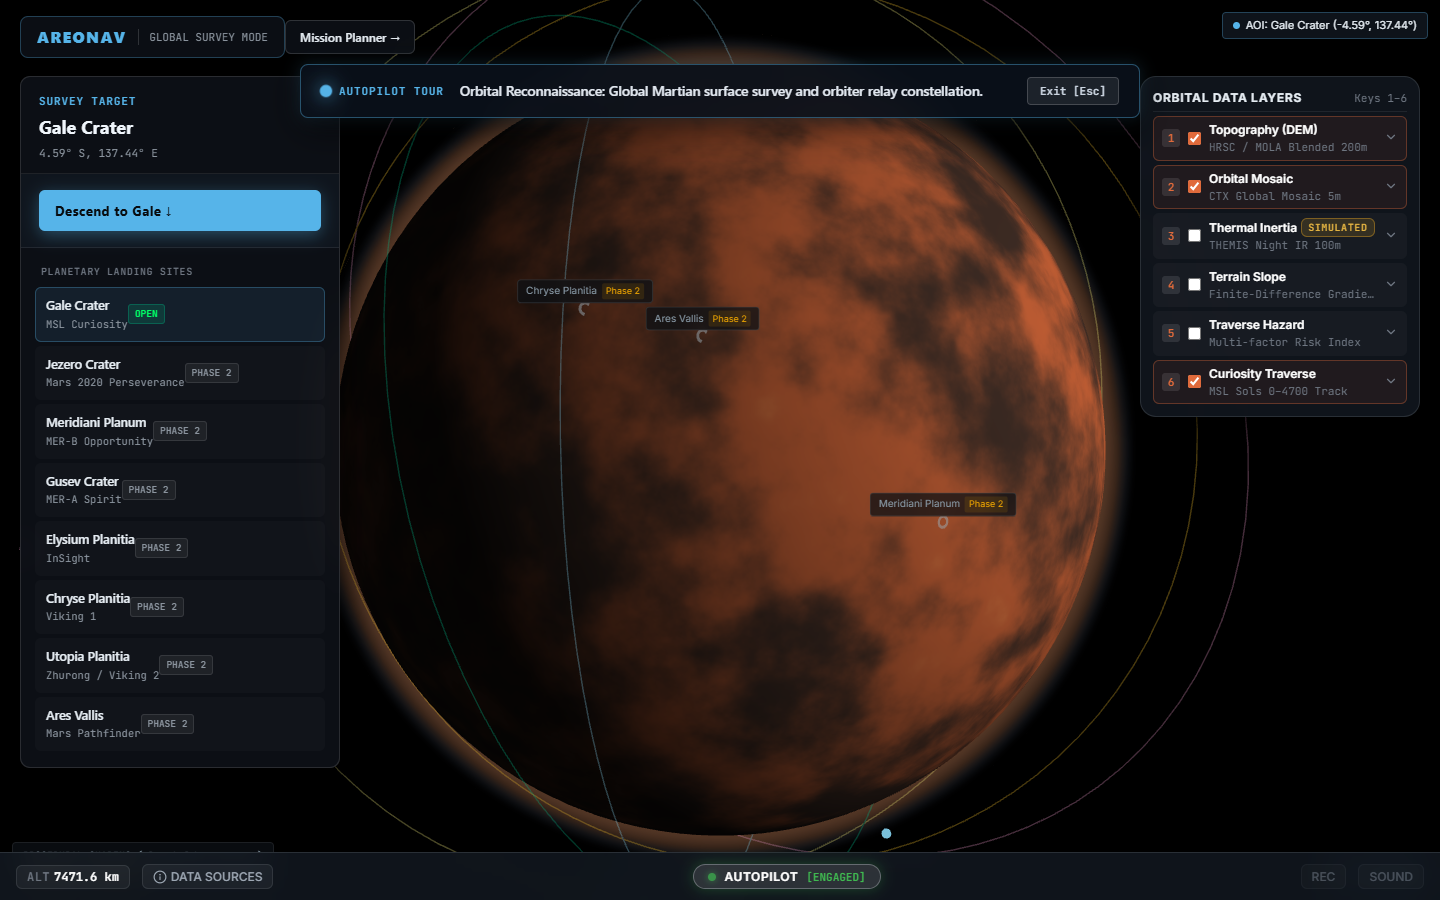 AREONAV
GLOBAL SURVEY MODE
Mission Planner →
AOI: Gale Crater (-4.59°, 137.44°)
AUTOPILOT TOUR
Orbital Reconnaissance: Global Martian surface survey and orbiter relay constellation.
Exit [Esc]
SURVEY TARGET
Gale Crater
4.59° S, 137.44° E
Descend to Gale ↓
PLANETARY LANDING SITES
Gale Crater
MSL Curiosity OPEN
Jezero Crater
Mars 2020 Perseverance PHASE 2
Meridiani Planum
MER-B Opportunity PHASE 2
Gusev Crater
MER-A Spirit PHASE 2
Elysium Planitia
InSight PHASE 2
Chryse Planitia
Viking 1 PHASE 2
Utopia Planitia
Zhurong / Viking 2 PHASE 2
Ares Vallis
Mars Pathfinder PHASE 2
Chryse Planitia Phase 2
Ares Vallis Phase 2
Meridiani Planum Phase 2
ORBITAL DATA LAYERS Keys 1-6
1 Topography (DEM)
HRSC / MOLA Blended 200m
2 Orbital Mosaic
CTX Global Mosaic 5m
3 Thermal Inertia SIMULATED
THEMIS Night IR 100m
4 Terrain Slope
Finite-Difference Gradie…
5 Traverse Hazard
Multi-factor Risk Index
6 Curiosity Traverse
MSL Sols 0-4700 Track
ALT 7471.6 km
DATA SOURCES
AUTOPILOT [ENGAGED]
REC
SOUND